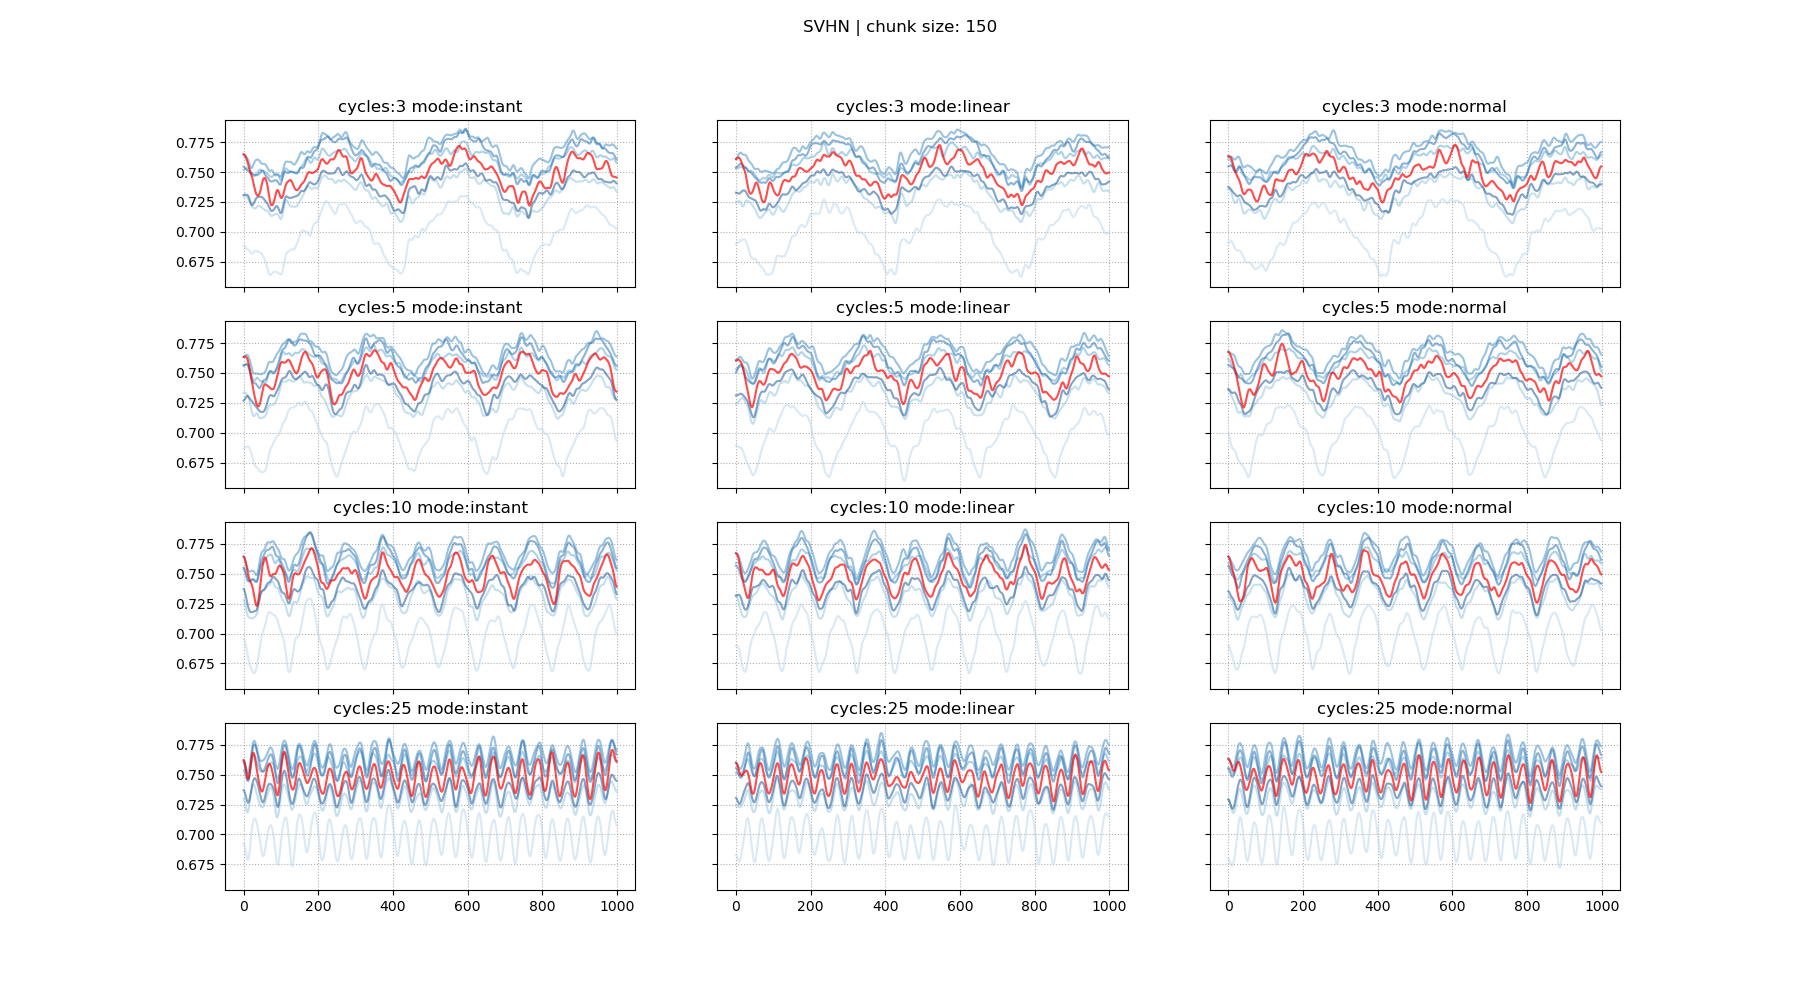 SVHN | chunk size: 150
cycles:3 mode:instant
cycles:3 mode:linear
cycles:3 mode:normal
0.775
0.750
0.725
0.700
0.675
cycles:5 mode:instant
cycles:5 mode:linear
cycles:5 mode:normal
0.775
0.750
0.725
0.700
0.675
cycles:10 mode:instant
cycles:10 mode:linear
cycles:10 mode:normal
0.775
0.750
0.725
0.700
0.675
cycles:25 mode:instant
cycles:25 mode:linear
cycles:25 mode:normal
0.775
0.750
0.725
0.700
0.675
0 200 400 600 800 1000
0 200 400 600 800 1000
0 200 400 600 800 1000